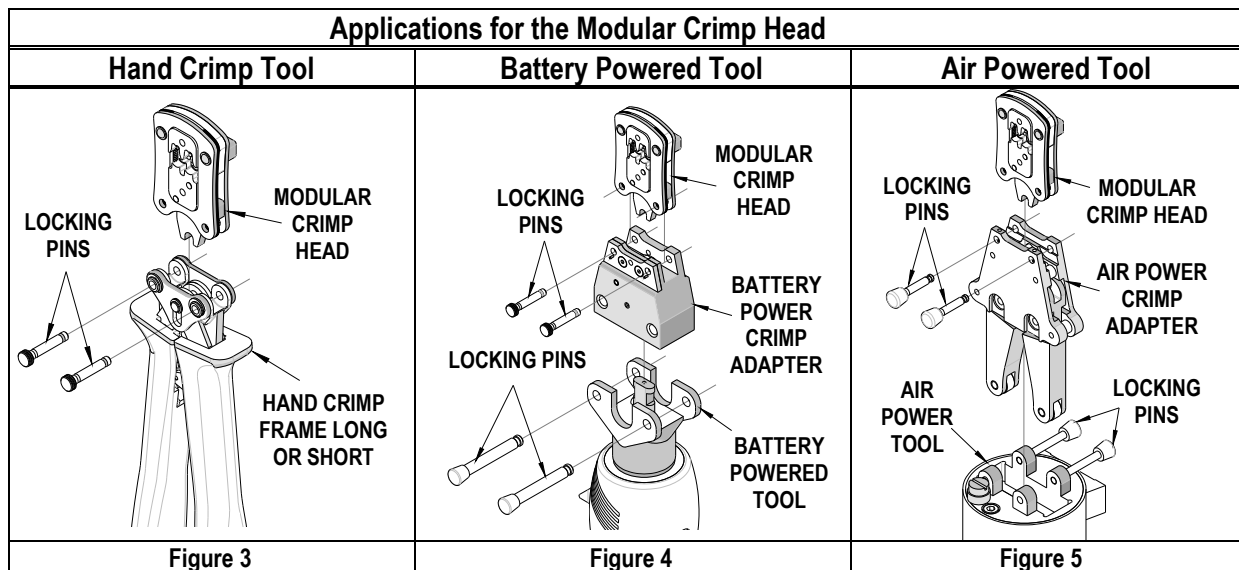 Applications for the Modular Crimp Head
Hand Crimp Tool
Battery Powered Tool
Air Powered Tool
LOCKING
PINS
MODULAR
CRIMP
HEAD
HAND CRIMP
FRAME LONG
OR SHORT
LOCKING
PINS
MODULAR
CRIMP
HEAD
BATTERY
POWER
CRIMP
ADAPTER
LOCKING PINS
BATTERY
POWERED
TOOL
LOCKING
PINS
MODULAR
CRIMP HEAD
AIR POWER
CRIMP
ADAPTER
AIR
POWER
TOOL
LOCKING
PINS
Figure 3
Figure 4
Figure 5